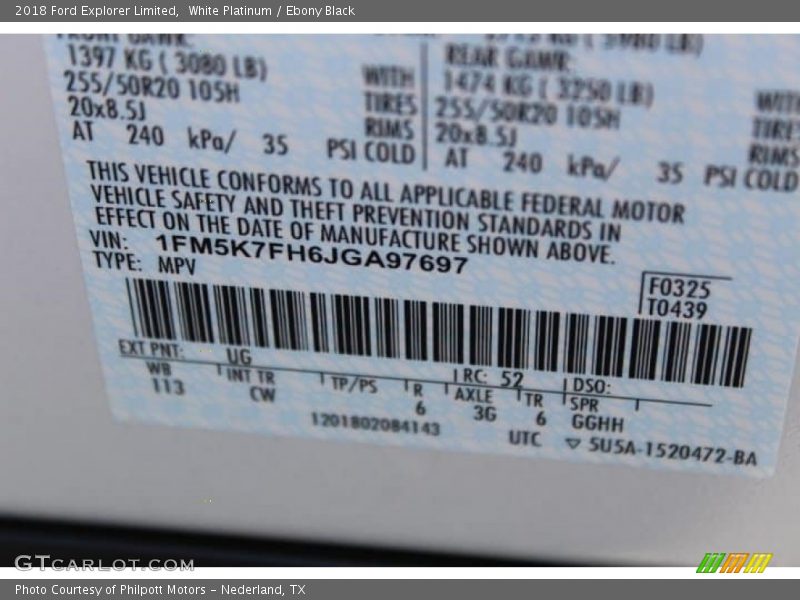 2018 Ford Explorer Limited, White Platinum / Ebony Black
FRONT GAWR:
1397 KG ( 3080 LB) WITH
255/50R20 105H TIRES
20x8.5J RIMS
AT 240 kPa/ 35 PSI COLD
REAR GAWR:
1474 KG ( 3250 LB) WITH
255/50R20 105H TIRES
20x8.5J RIMS
AT 240 kPa/ 35 PSI COLD
THIS VEHICLE CONFORMS TO ALL APPLICABLE FEDERAL MOTOR
VEHICLE SAFETY AND THEFT PREVENTION STANDARDS IN
EFFECT ON THE DATE OF MANUFACTURE SHOWN ABOVE.
VIN: 1FM5K7FH6JGA97697
TYPE: MPV
F0325
T0439
EXT PNT: UG RC: 52 DSO:
WB INT TR TP/PS R AXLE TR SPR
113 CW 6 3G 6 GGHH
1201802084143 UTC ▽ 5U5A-1520472-BA
GTCARLOT.COM
Photo Courtesy of Philpott Motors - Nederland, TX